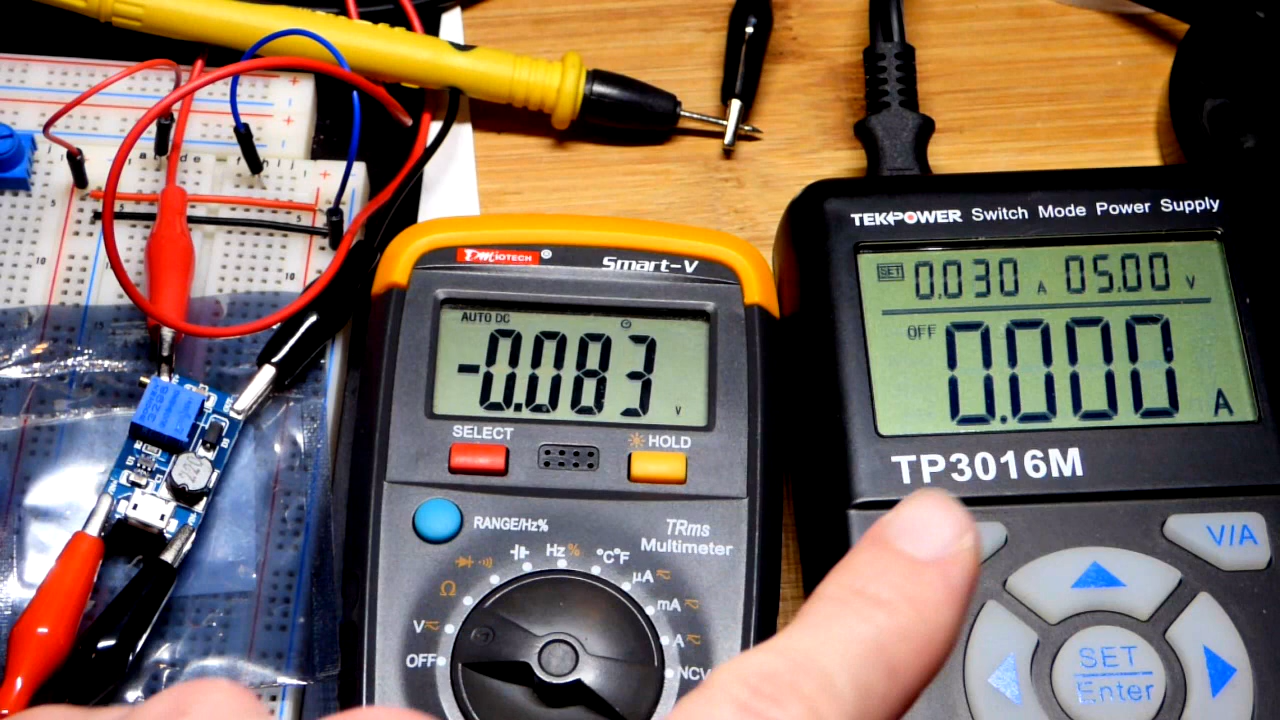 TEKPOWER Switch Mode Power Supply
SET 0.030 A 05.00 V
OFF 0.000 A
TP3016M
V/A
SET
Enter
Smart-V
AUTO DC
-0.083 V
SELECT
HOLD
RANGE/Hz%
TRms
Multimeter
Hz %
°C°F
μA
mA
A
NCV
Ω
V
OFF